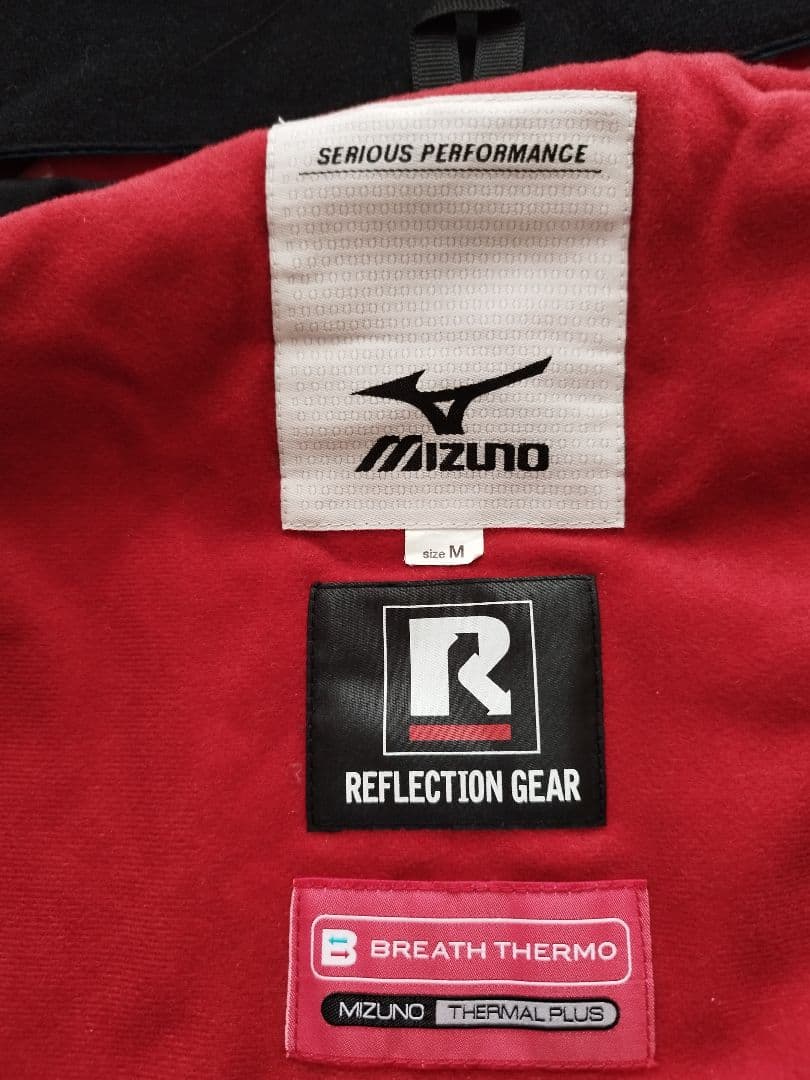 SERIOUS PERFORMANCE
MIZUNO
size M
R
REFLECTION GEAR
B BREATH THERMO
MIZUNO THERMAL PLUS